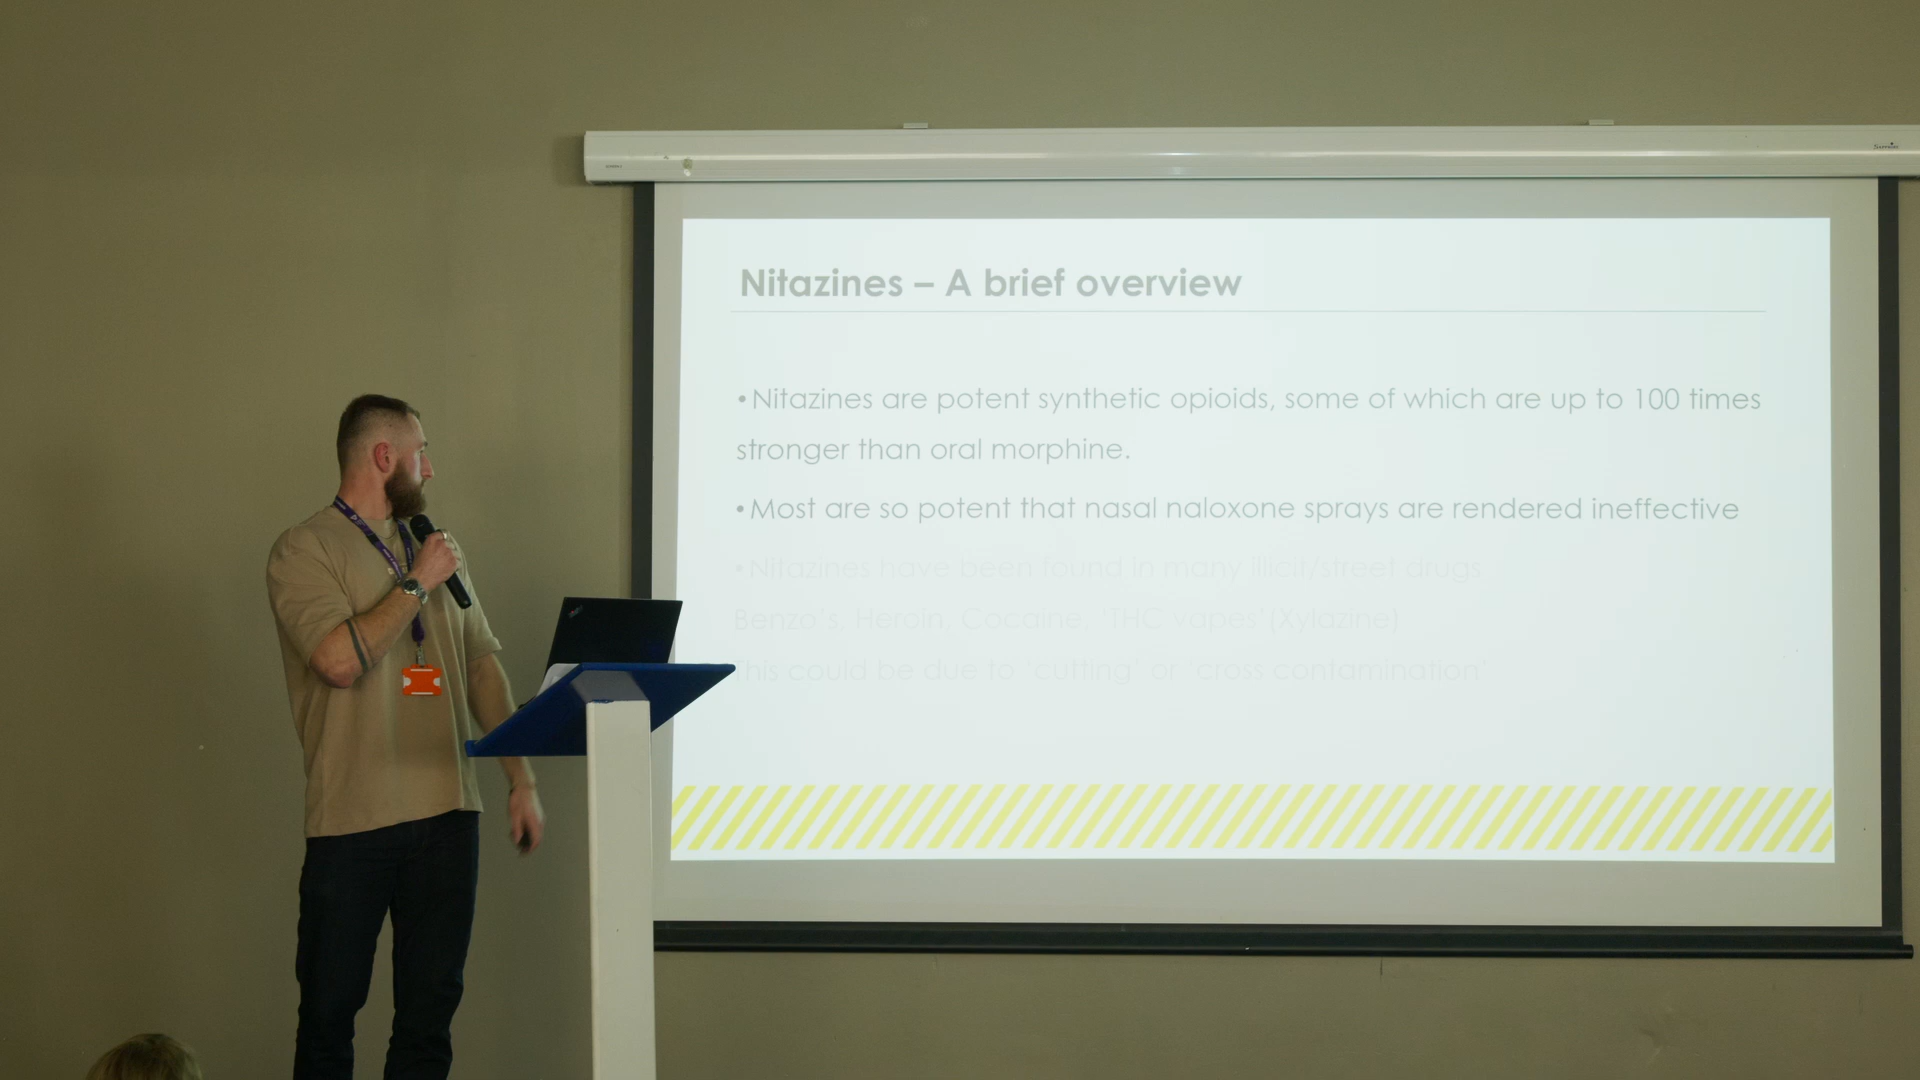 Nitazines – A brief overview
•Nitazines are potent synthetic opioids, some of which are up to 100 times
stronger than oral morphine.
•Most are so potent that nasal naloxone sprays are rendered ineffective
•Nitazines have been found in many illicit/street drugs
Benzo's, Heroin, Cocaine, 'THC vapes' (Xylazine)
This could be due to 'cutting' or 'cross contamination'